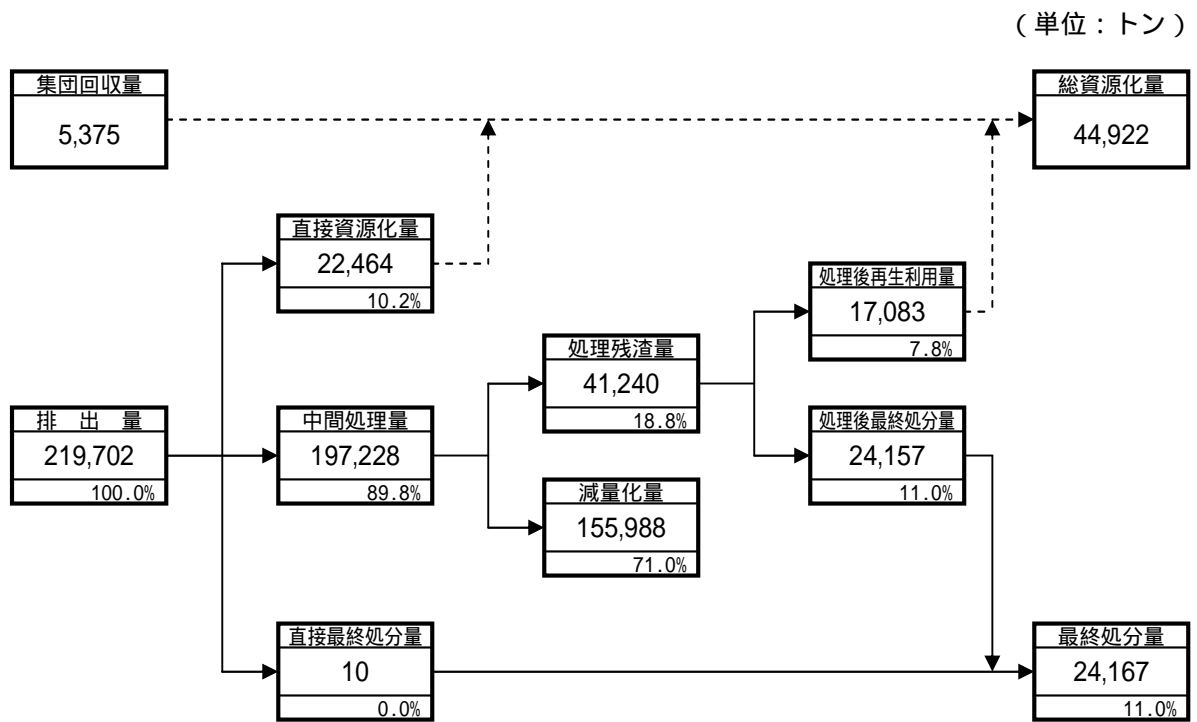 （単位：トン）
集団回収量
5,375
総資源化量
44,922
直接資源化量
22,464
10.2%
処理後再生利用量
17,083
7.8%
処理残渣量
41,240
18.8%
排　出　量
219,702
100.0%
中間処理量
197,228
89.8%
処理後最終処分量
24,157
11.0%
減量化量
155,988
71.0%
直接最終処分量
10
0.0%
最終処分量
24,167
11.0%